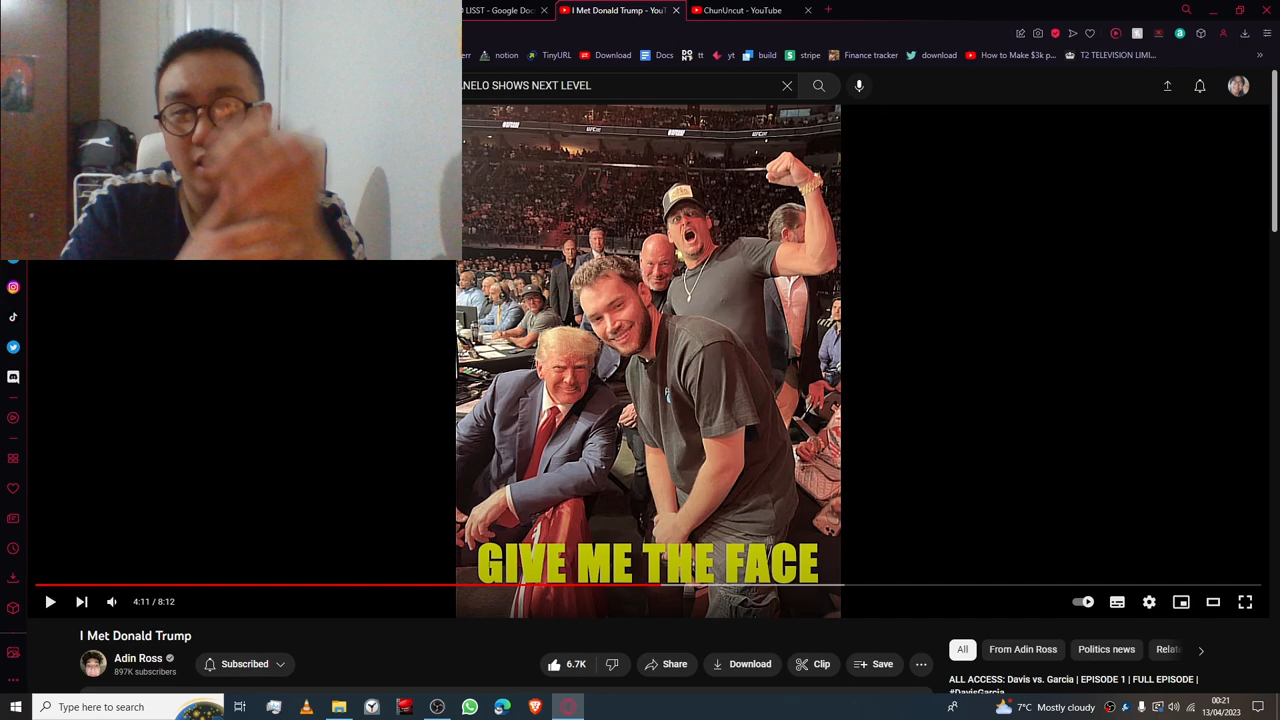 D LISST - Google Doc
I Met Donald Trump - YouT
ChunUncut - YouTube
notion
TinyURL
Download
Docs
tt
yt
build
stripe
Finance tracker
download
How to Make $3k p...
T2 TELEVISION LIMI...
ANELO SHOWS NEXT LEVEL
GIVE ME THE FACE
4:11 / 8:12
I Met Donald Trump
Adin Ross
897K subscribers
Subscribed
6.7K
Share
Download
Clip
Save
All
From Adin Ross
Politics news
Relate
ALL ACCESS: Davis vs. Garcia | EPISODE 1 | FULL EPISODE |
#DavisGarcia
Type here to search
7°C Mostly cloudy
00:21
13/04/2023